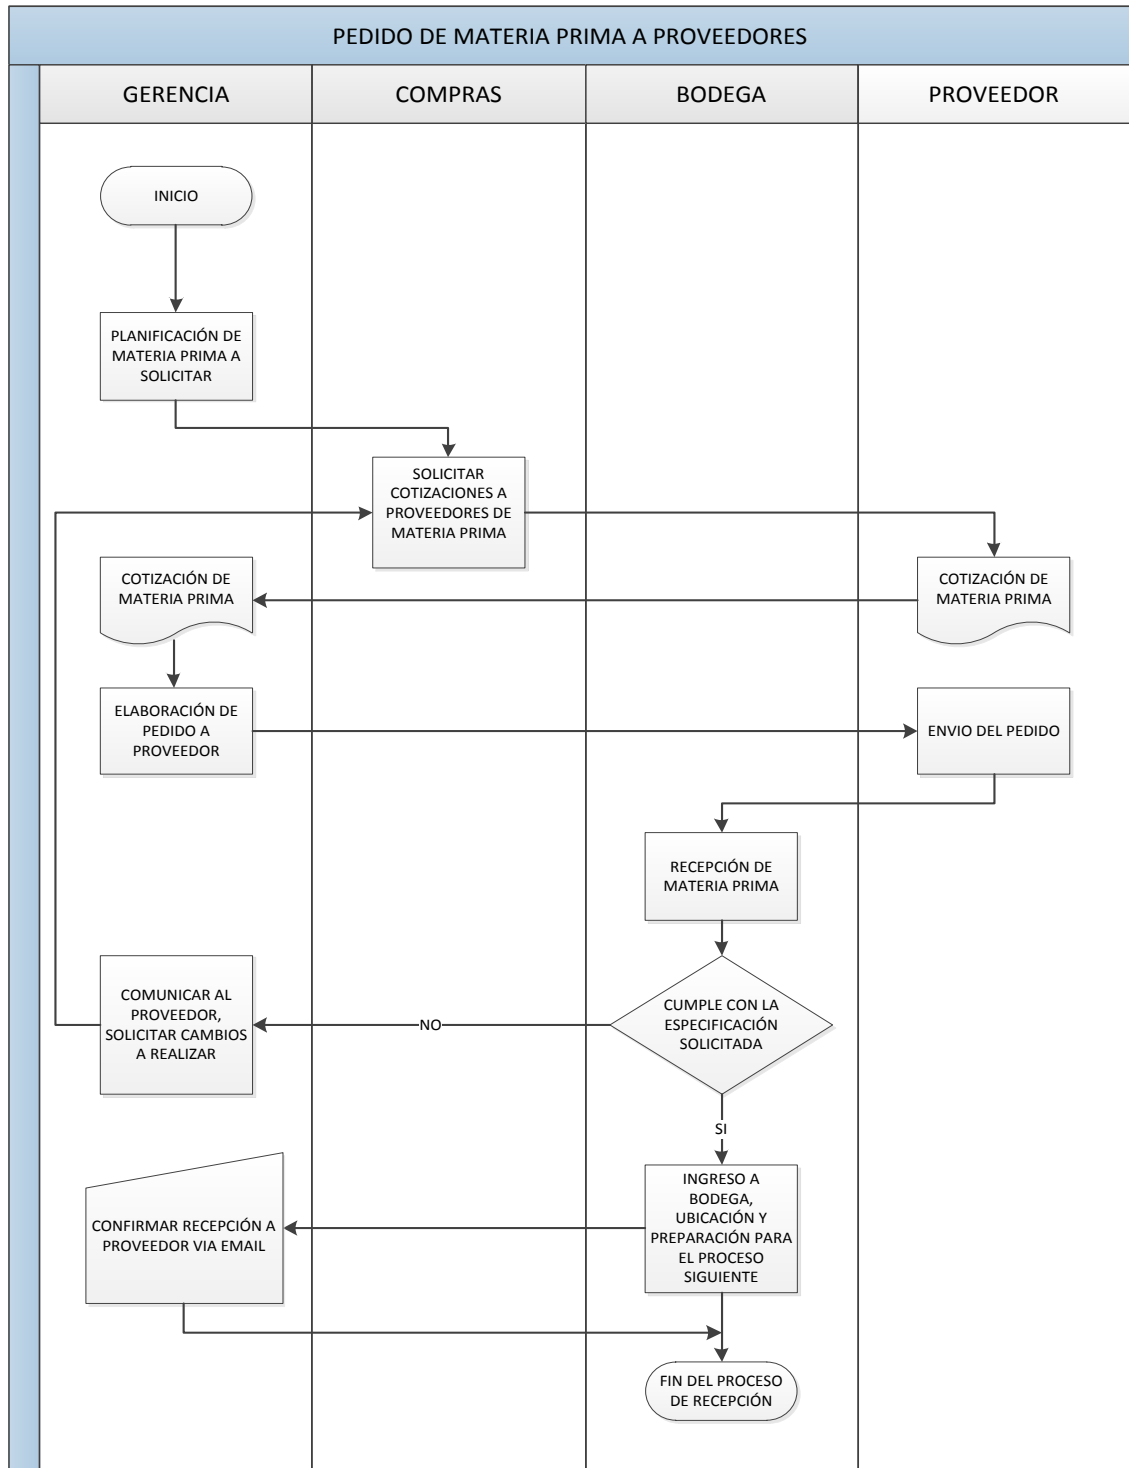 PEDIDO DE MATERIA PRIMA A PROVEEDORES
GERENCIA
COMPRAS
BODEGA
PROVEEDOR
INICIO
PLANIFICACIÓN DE
MATERIA PRIMA A
SOLICITAR
SOLICITAR
COTIZACIONES A
PROVEEDORES DE
MATERIA PRIMA
COTIZACIÓN DE
MATERIA PRIMA
COTIZACIÓN DE
MATERIA PRIMA
ELABORACIÓN DE
PEDIDO A
PROVEEDOR
ENVIO DEL PEDIDO
RECEPCIÓN DE
MATERIA PRIMA
CUMPLE CON LA
ESPECIFICACIÓN
SOLICITADA
NO
COMUNICAR AL
PROVEEDOR,
SOLICITAR CAMBIOS
A REALIZAR
SI
INGRESO A
BODEGA,
UBICACIÓN Y
PREPARACIÓN PARA
EL PROCESO
SIGUIENTE
CONFIRMAR RECEPCIÓN A
PROVEEDOR VIA EMAIL
FIN DEL PROCESO
DE RECEPCIÓN